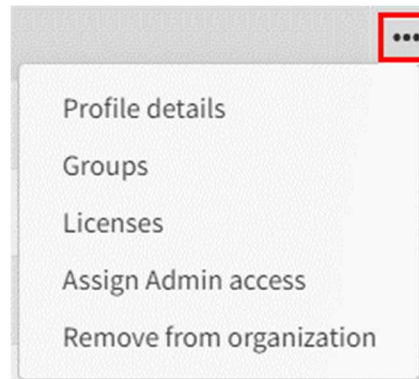 Profile details
Groups
Licenses
Assign Admin access
Remove from organization